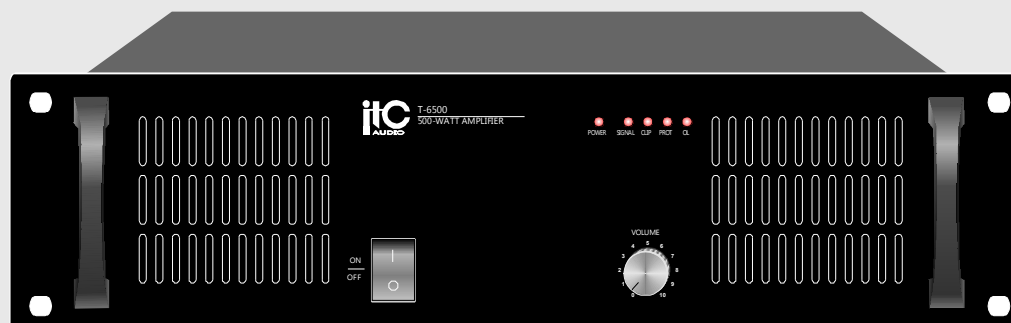 itC
AUDIO
T-6500
500-WATT AMPLIFIER
POWER SIGNAL CLIP PROT OL
ON
OFF
VOLUME
0 1 2 3 4 5 6 7 8 9 10